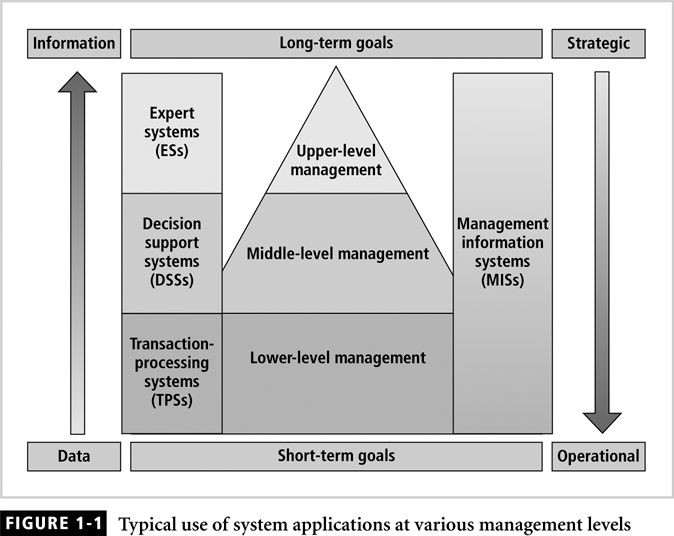 Information
Long-term goals
Strategic
Expert
systems
(ESs)
Upper-level
management
Decision
support
systems
(DSSs)
Middle-level management
Management
information
systems
(MISs)
Transaction-
processing
systems
(TPSs)
Lower-level management
Data
Short-term goals
Operational
FIGURE 1-1 Typical use of system applications at various management levels